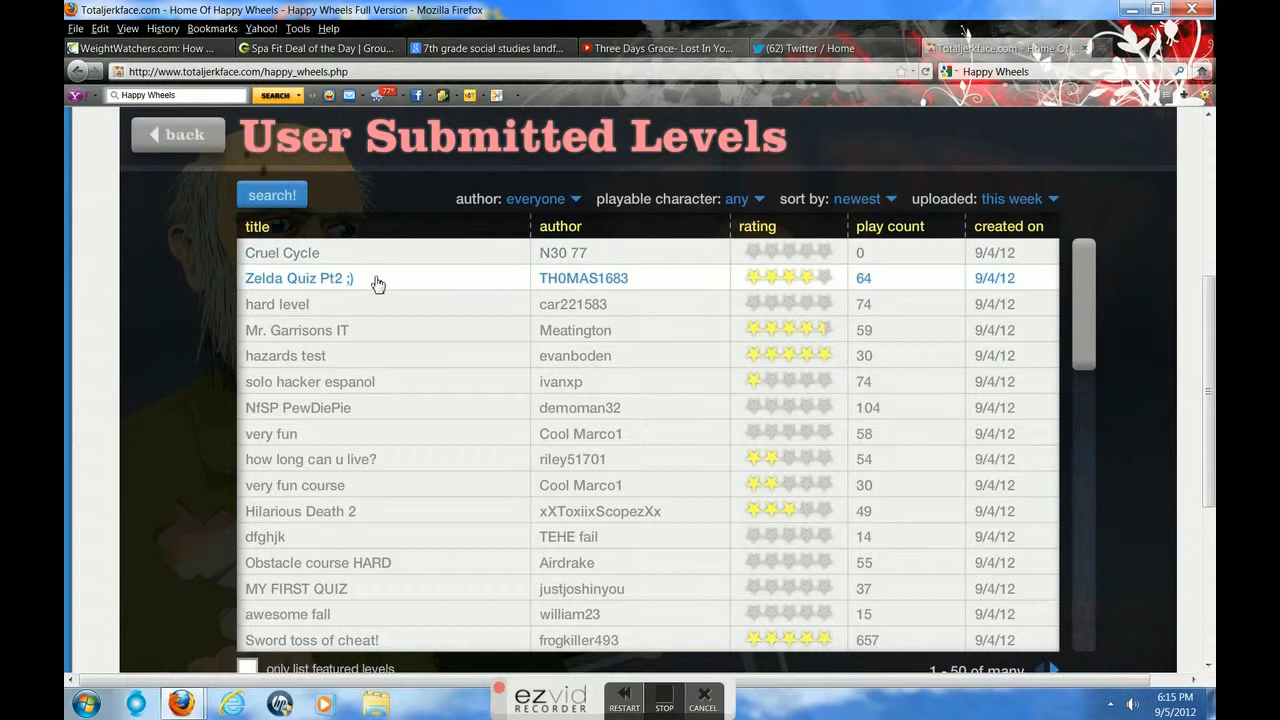 Totaljerkface.com - Home Of Happy Wheels - Happy Wheels Full Version - Mozilla Firefox
File Edit View History Bookmarks Yahoo! Tools Help
WeightWatchers.com: How ... Spa Fit Deal of the Day | Grou... 7th grade social studies landf... Three Days Grace- Lost In Yo... (62) Twitter / Home Totaljerkface.com - Home Of ...
http://www.totaljerkface.com/happy_wheels.php Happy Wheels
Happy Wheels SEARCH 77°
back User Submitted Levels
search! author: everyone playable character: any sort by: newest uploaded: this week
title author rating play count created on
Cruel Cycle N30 77 0 9/4/12
Zelda Quiz Pt2 ;) TH0MAS1683 64 9/4/12
hard level car221583 74 9/4/12
Mr. Garrisons IT Meatington 59 9/4/12
hazards test evanboden 30 9/4/12
solo hacker espanol ivanxp 74 9/4/12
NfSP PewDiePie demoman32 104 9/4/12
very fun Cool Marco1 58 9/4/12
how long can u live? riley51701 54 9/4/12
very fun course Cool Marco1 30 9/4/12
Hilarious Death 2 xXToxiixScopezXx 49 9/4/12
dfghjk TEHE fail 14 9/4/12
Obstacle course HARD Airdrake 55 9/4/12
MY FIRST QUIZ justjoshinyou 37 9/4/12
awesome fall william23 15 9/4/12
Sword toss of cheat! frogkiller493 657 9/4/12
only list featured levels 1 - 50 of many
ezvid RECORDER RESTART STOP CANCEL
6:15 PM
9/5/2012